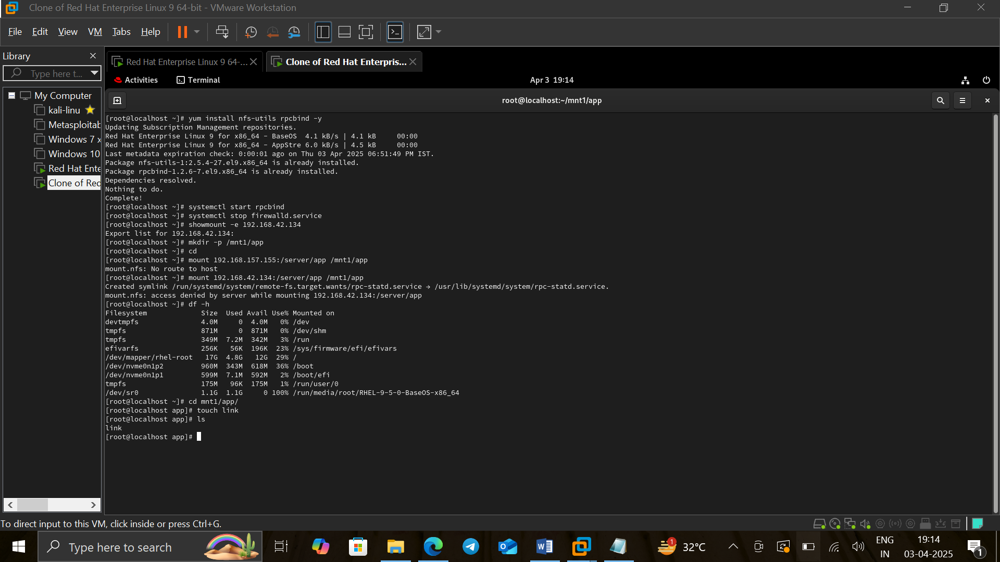 Clone of Red Hat Enterprise Linux 9 64-bit - VMware Workstation
File Edit View VM Tabs Help
Library
Type here t...
My Computer
kali-linu
Metasploitab
Windows 7 x
Windows 10
Red Hat Ente
Clone of Red
Red Hat Enterprise Linux 9 64-...
Clone of Red Hat Enterpris...
Activities
Terminal
Apr 3 19:14
root@localhost:~/mnt1/app
[root@localhost ~]# yum install nfs-utils rpcbind -y
Updating Subscription Management repositories.
Red Hat Enterprise Linux 9 for x86_64 - BaseOS  4.1 kB/s | 4.1 kB     00:00
Red Hat Enterprise Linux 9 for x86_64 - AppStre 6.0 kB/s | 4.5 kB     00:00
Last metadata expiration check: 0:00:01 ago on Thu 03 Apr 2025 06:51:49 PM IST.
Package nfs-utils-1:2.5.4-27.el9.x86_64 is already installed.
Package rpcbind-1.2.6-7.el9.x86_64 is already installed.
Dependencies resolved.
Nothing to do.
Complete!
[root@localhost ~]# systemctl start rpcbind
[root@localhost ~]# systemctl stop firewalld.service
[root@localhost ~]# showmount -e 192.168.42.134
Export list for 192.168.42.134:
[root@localhost ~]# mkdir -p /mnt1/app
[root@localhost ~]# cd
[root@localhost ~]# mount 192.168.157.155:/server/app /mnt1/app
mount.nfs: No route to host
[root@localhost ~]# mount 192.168.42.134:/server/app /mnt1/app
Created symlink /run/systemd/system/remote-fs.target.wants/rpc-statd.service → /usr/lib/systemd/system/rpc-statd.service.
mount.nfs: access denied by server while mounting 192.168.42.134:/server/app
[root@localhost ~]# df -h
Filesystem             Size  Used Avail Use% Mounted on
devtmpfs               4.0M     0  4.0M   0% /dev
tmpfs                  871M     0  871M   0% /dev/shm
tmpfs                  349M  7.2M  342M   3% /run
efivarfs               256K   56K  196K  23% /sys/firmware/efi/efivars
/dev/mapper/rhel-root   17G  4.8G   12G  29% /
/dev/nvme0n1p2         960M  343M  618M  36% /boot
/dev/nvme0n1p1         599M  7.1M  592M   2% /boot/efi
tmpfs                  175M   96K  175M   1% /run/user/0
/dev/sr0               1.1G  1.1G     0 100% /run/media/root/RHEL-9-5-0-BaseOS-x86_64
[root@localhost ~]# cd mnt1/app/
[root@localhost app]# touch link
[root@localhost app]# ls
link
[root@localhost app]#
To direct input to this VM, click inside or press Ctrl+G.
Type here to search
1
32°C
ENG
IN
19:14
03-04-2025
1